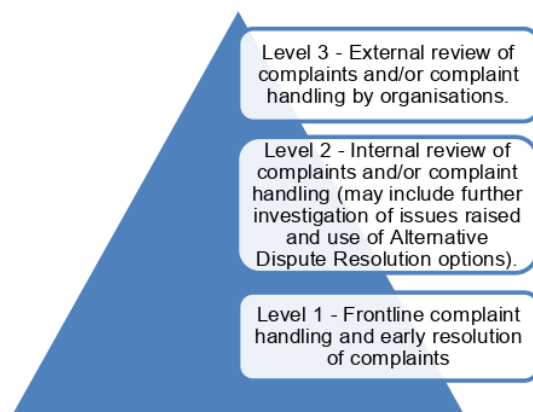 Level 3 - External review of
complaints and/or complaint
handling by organisations.
Level 2 - Internal review of
complaints and/or complaint
handling (may include further
investigation of issues raised
and use of Alternative
Dispute Resolution options).
Level 1 - Frontline complaint
handling and early resolution
of complaints